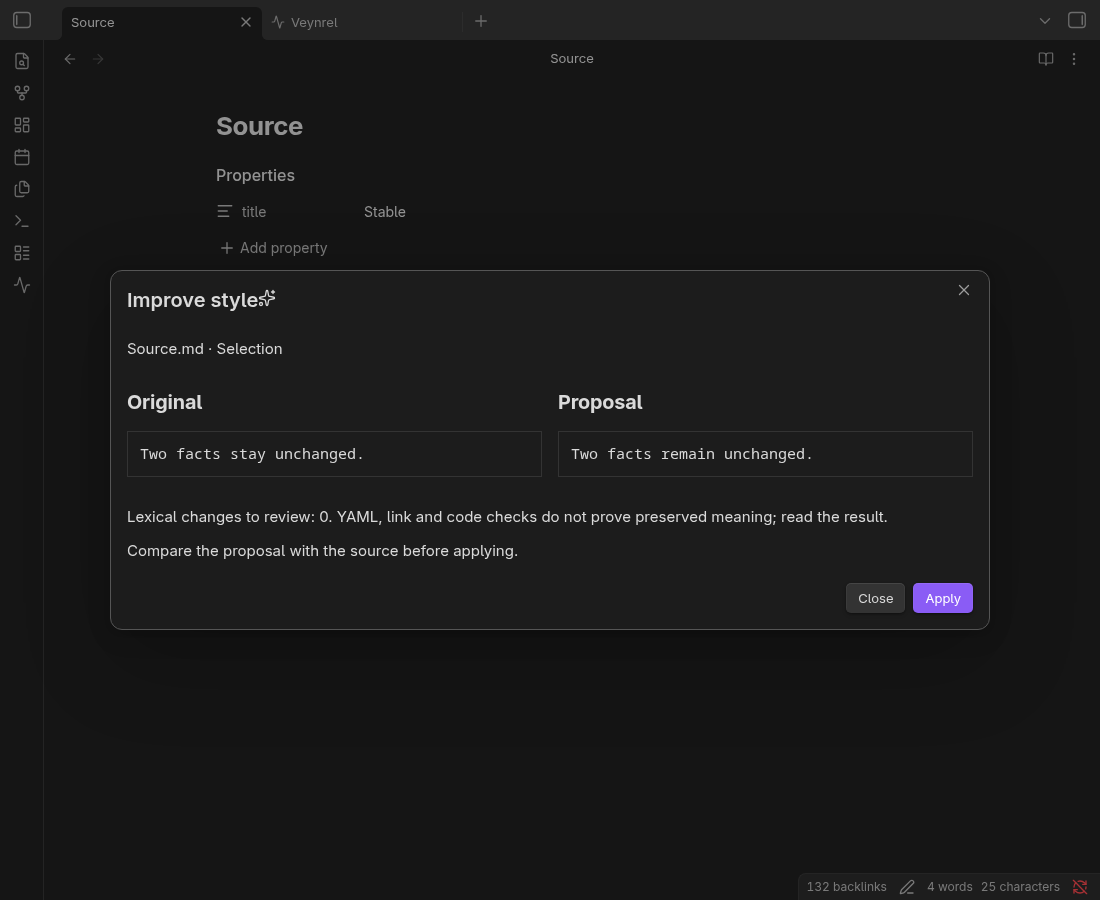 Source
Veynrel
Source
Source
Properties
title
Stable
Add property
Improve style
Source.md · Selection
Original
Proposal
Two facts stay unchanged.
Two facts remain unchanged.
Lexical changes to review: 0. YAML, link and code checks do not prove preserved meaning; read the result.
Compare the proposal with the source before applying.
Close
Apply
132 backlinks
4 words
25 characters